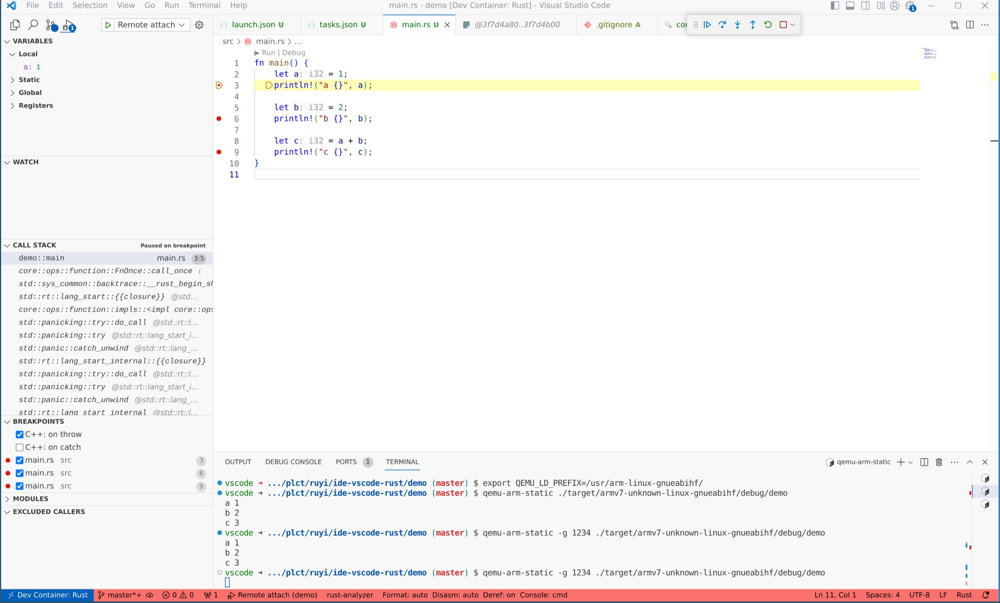 File Edit Selection View Go Run Terminal Help
main.rs - demo [Dev Container: Rust] - Visual Studio Code
1
1
Remote attach
launch.json U
tasks.json U
main.rs U
@3f7d4a80..3f7d4b00
.gitignore A
VARIABLES
Local
a: 1
Static
Global
Registers
WATCH
CALL STACK Paused on breakpoint
demo::main main.rs 3:5
core::ops::function::FnOnce::call_once (
std::sys_common::backtrace::__rust_begin_sh
std::rt::lang_start::{{closure}} @std...
core::ops::function::impls::<impl core::ops
std::panicking::try::do_call @std::rt::l...
std::panicking::try @std::rt::lang_start_i...
std::panic::catch_unwind @std::rt::lang_...
std::rt::lang_start_internal::{{closure}}
std::panicking::try::do_call @std::rt::l...
std::panicking::try @std::rt::lang_start_i...
std::panic::catch_unwind @std::rt::lang_...
std::rt::lang_start_internal @std::rt::l...
BREAKPOINTS
C++: on throw
C++: on catch
main.rs src 3
main.rs src 6
main.rs src 9
MODULES
EXCLUDED CALLERS
src > main.rs > ...
Run | Debug
1 fn main() {
2 let a: i32 = 1;
3 println!("a {}", a);
4
5 let b: i32 = 2;
6 println!("b {}", b);
7
8 let c: i32 = a + b;
9 println!("c {}", c);
10 }
11
OUTPUT DEBUG CONSOLE PORTS 1 TERMINAL
qemu-arm-static
vscode → .../plct/ruyi/ide-vscode-rust/demo (master) $ export QEMU_LD_PREFIX=/usr/arm-linux-gnueabihf/
vscode → .../plct/ruyi/ide-vscode-rust/demo (master) $ qemu-arm-static ./target/armv7-unknown-linux-gnueabihf/debug/demo
a 1
b 2
c 3
vscode → .../plct/ruyi/ide-vscode-rust/demo (master) $ qemu-arm-static -g 1234 ./target/armv7-unknown-linux-gnueabihf/debug/demo
a 1
b 2
c 3
vscode → .../plct/ruyi/ide-vscode-rust/demo (master) $ qemu-arm-static -g 1234 ./target/armv7-unknown-linux-gnueabihf/debug/demo
Dev Container: Rust master*+ 0 0 1 Remote attach (demo) rust-analyzer Format: auto Disasm: auto Deref: on Console: cmd
Ln 11, Col 1 Spaces: 4 UTF-8 LF Rust